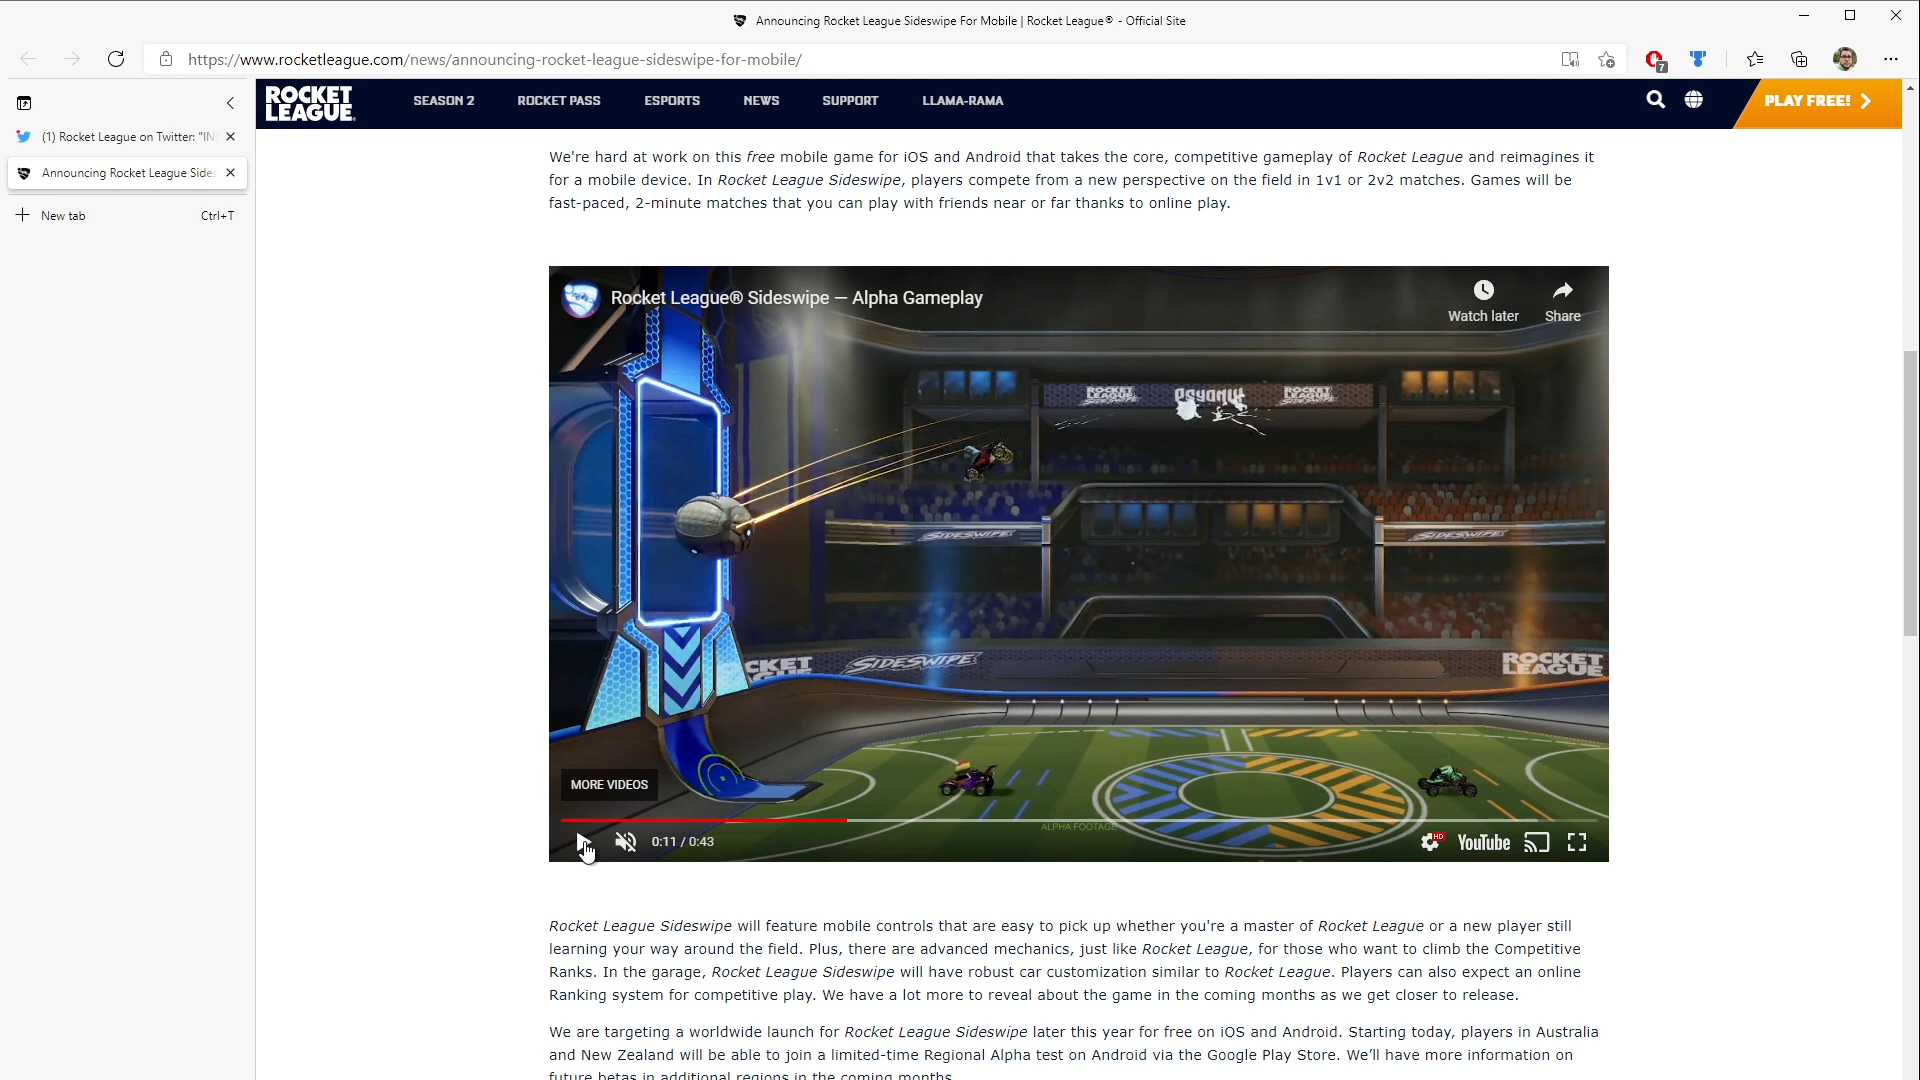 Announcing Rocket League Sideswipe For Mobile | Rocket League® - Official Site
https://www.rocketleague.com/news/announcing-rocket-league-sideswipe-for-mobile/
7
(1) Rocket League on Twitter: "IN
Announcing Rocket League Sides
New tab Ctrl+T
ROCKET LEAGUE. SEASON 2 ROCKET PASS ESPORTS NEWS SUPPORT LLAMA-RAMA PLAY FREE!
We're hard at work on this free mobile game for iOS and Android that takes the core, competitive gameplay of Rocket League and reimagines it
for a mobile device. In Rocket League Sideswipe, players compete from a new perspective on the field in 1v1 or 2v2 matches. Games will be
fast-paced, 2-minute matches that you can play with friends near or far thanks to online play.
Rocket League® Sideswipe — Alpha Gameplay
Watch later Share
ROCKET LEAGUE SIDESWIPE PSYONIX ROCKET LEAGUE SIDESWIPE
SIDESWIPE SIDESWIPE
CKET SIDESWIPE ROCKET LEAGUE
MORE VIDEOS
ALPHA FOOTAGE
0:11 / 0:43 HD YouTube
Rocket League Sideswipe will feature mobile controls that are easy to pick up whether you're a master of Rocket League or a new player still
learning your way around the field. Plus, there are advanced mechanics, just like Rocket League, for those who want to climb the Competitive
Ranks. In the garage, Rocket League Sideswipe will have robust car customization similar to Rocket League. Players can also expect an online
Ranking system for competitive play. We have a lot more to reveal about the game in the coming months as we get closer to release.
We are targeting a worldwide launch for Rocket League Sideswipe later this year for free on iOS and Android. Starting today, players in Australia
and New Zealand will be able to join a limited-time Regional Alpha test on Android via the Google Play Store. We'll have more information on
future betas in additional regions in the coming months.